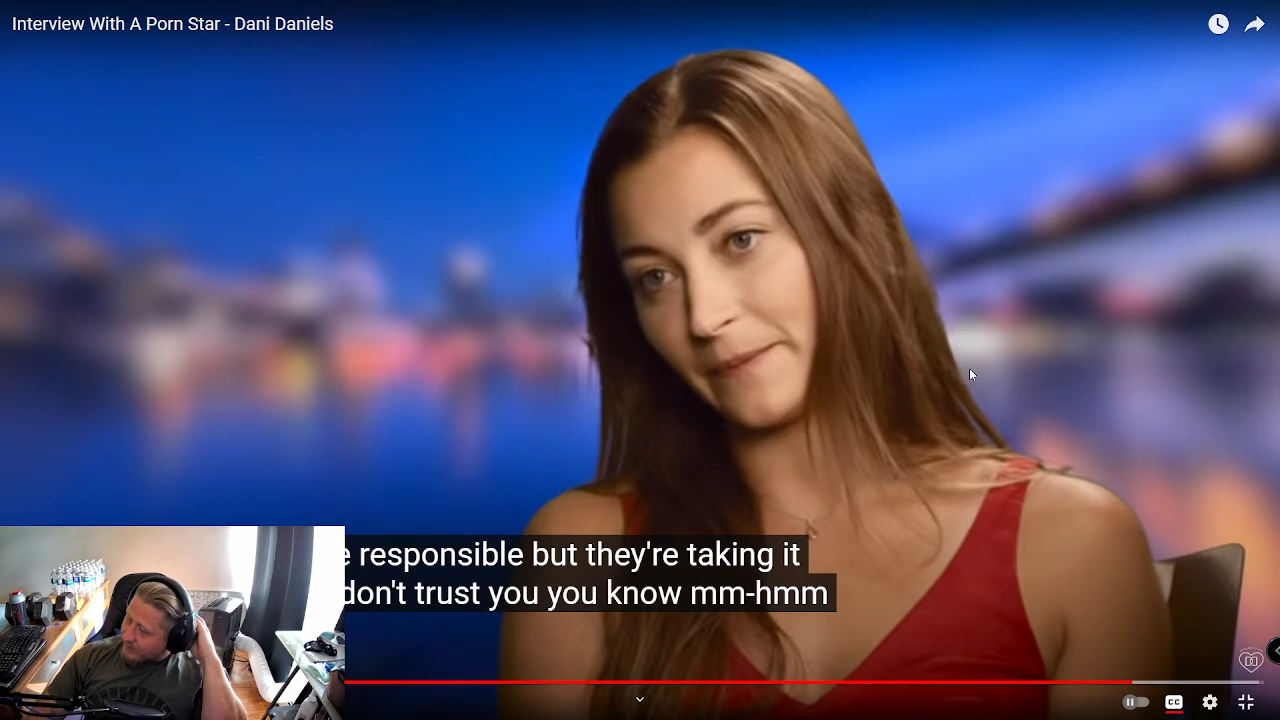 Interview With A Porn Star - Dani Daniels
responsible but they're taking it
don't trust you you know mm-hmm
CC